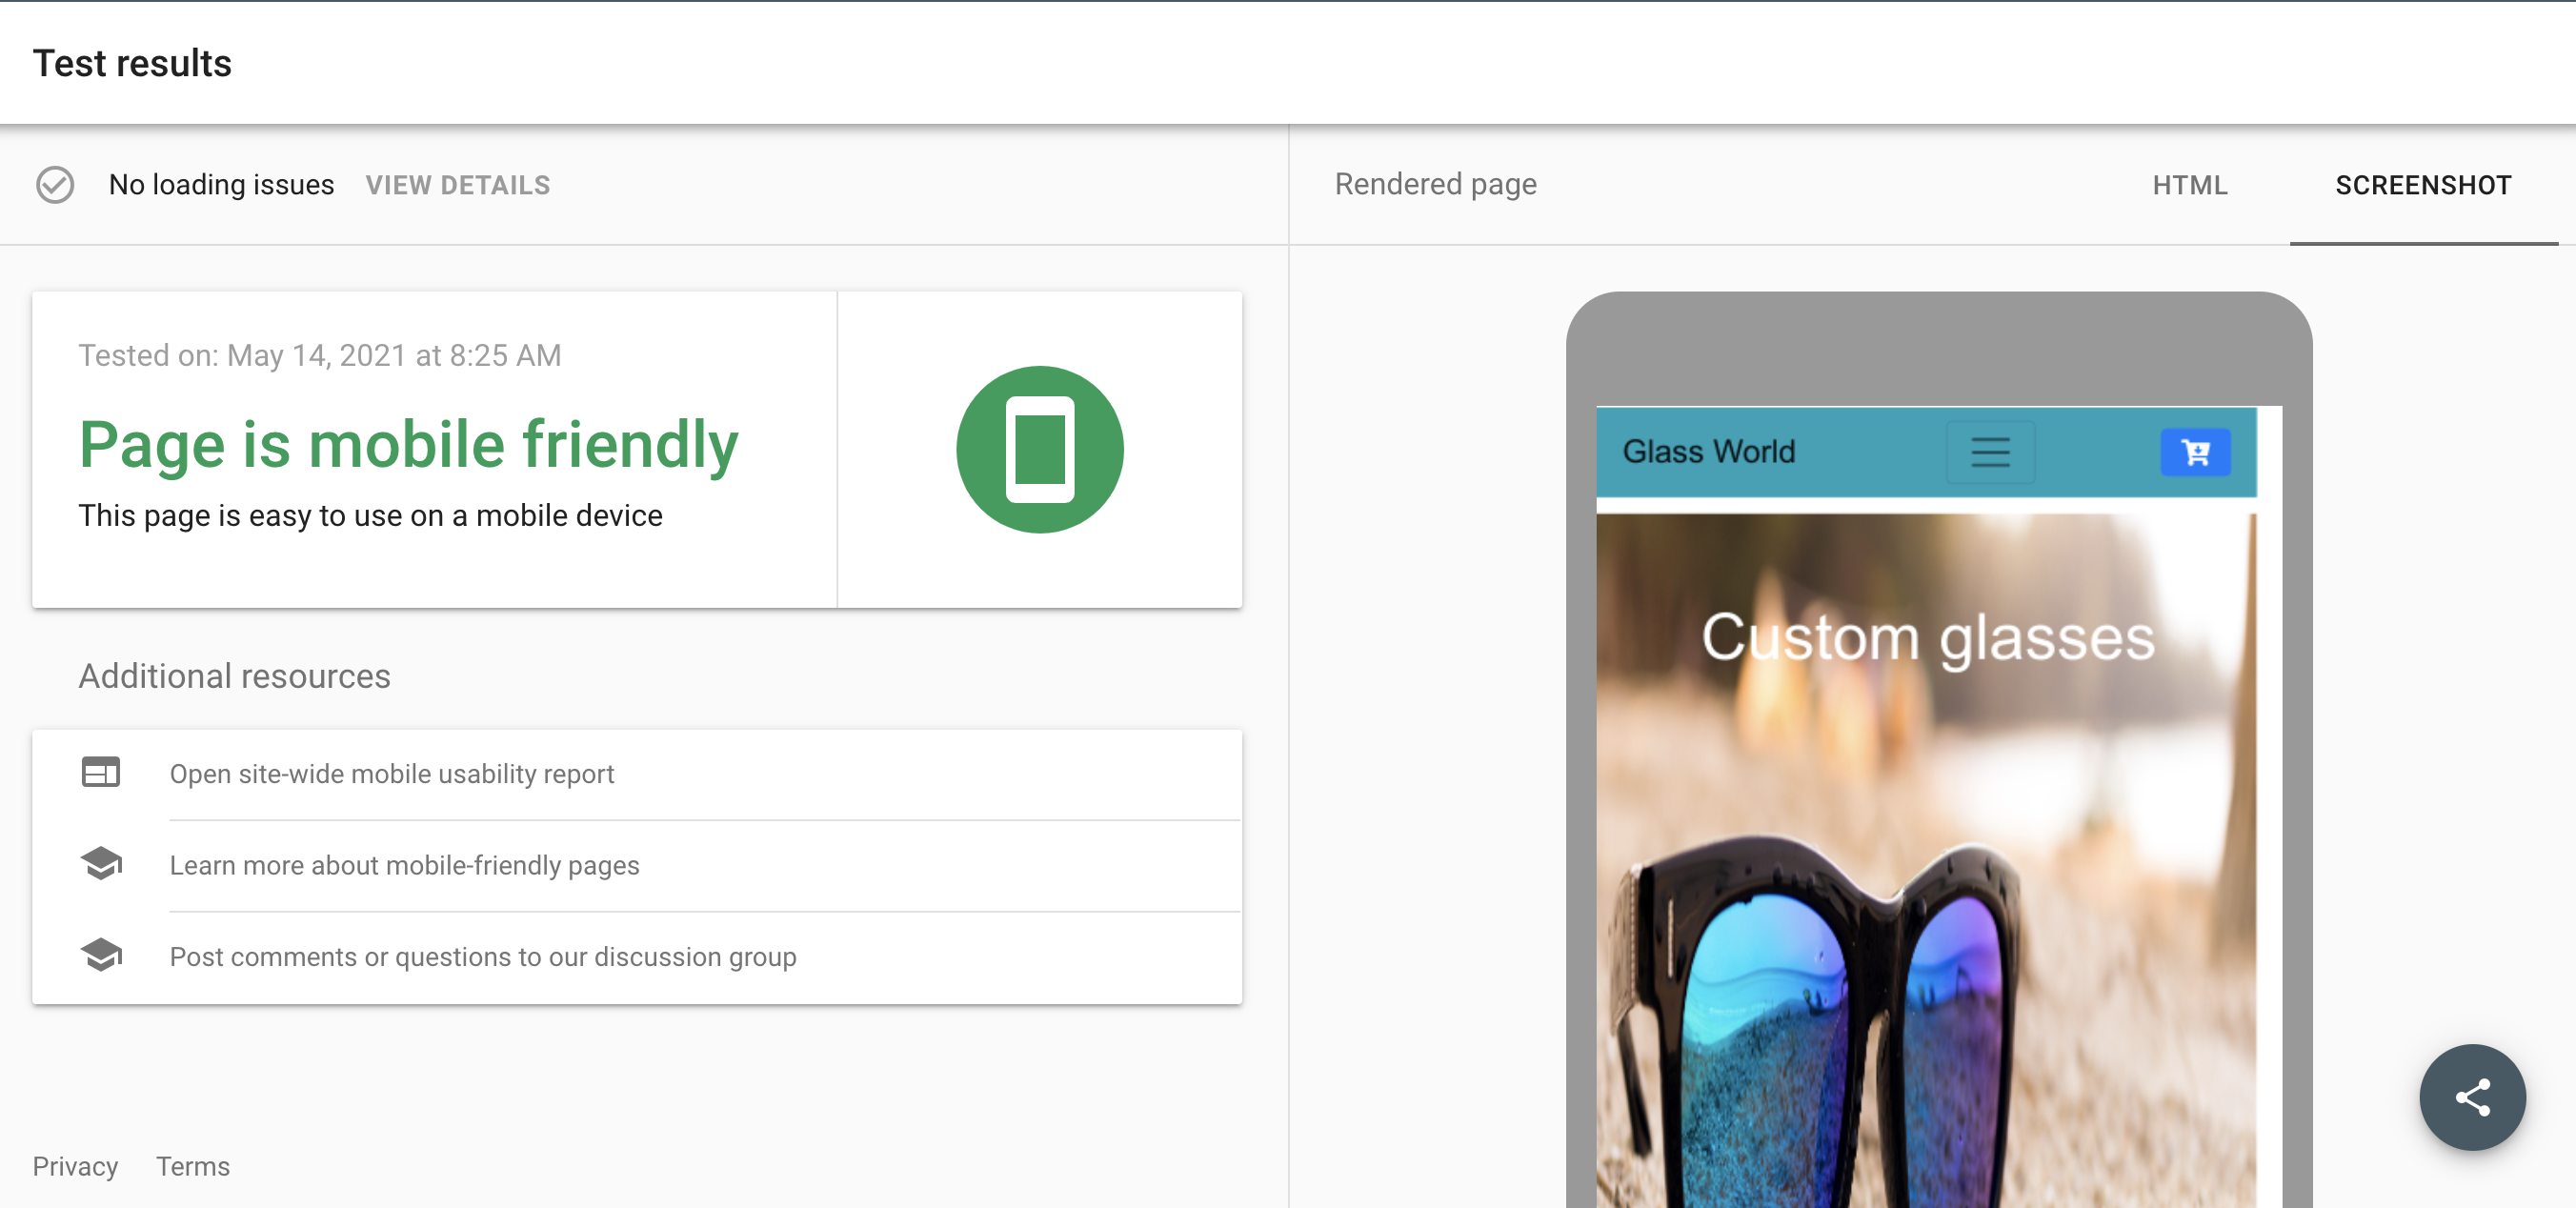 Test results
No loading issues VIEW DETAILS
Rendered page HTML SCREENSHOT
Tested on: May 14, 2021 at 8:25 AM
Page is mobile friendly
This page is easy to use on a mobile device
Additional resources
Open site-wide mobile usability report
Learn more about mobile-friendly pages
Post comments or questions to our discussion group
Privacy Terms
Glass World
Custom glasses